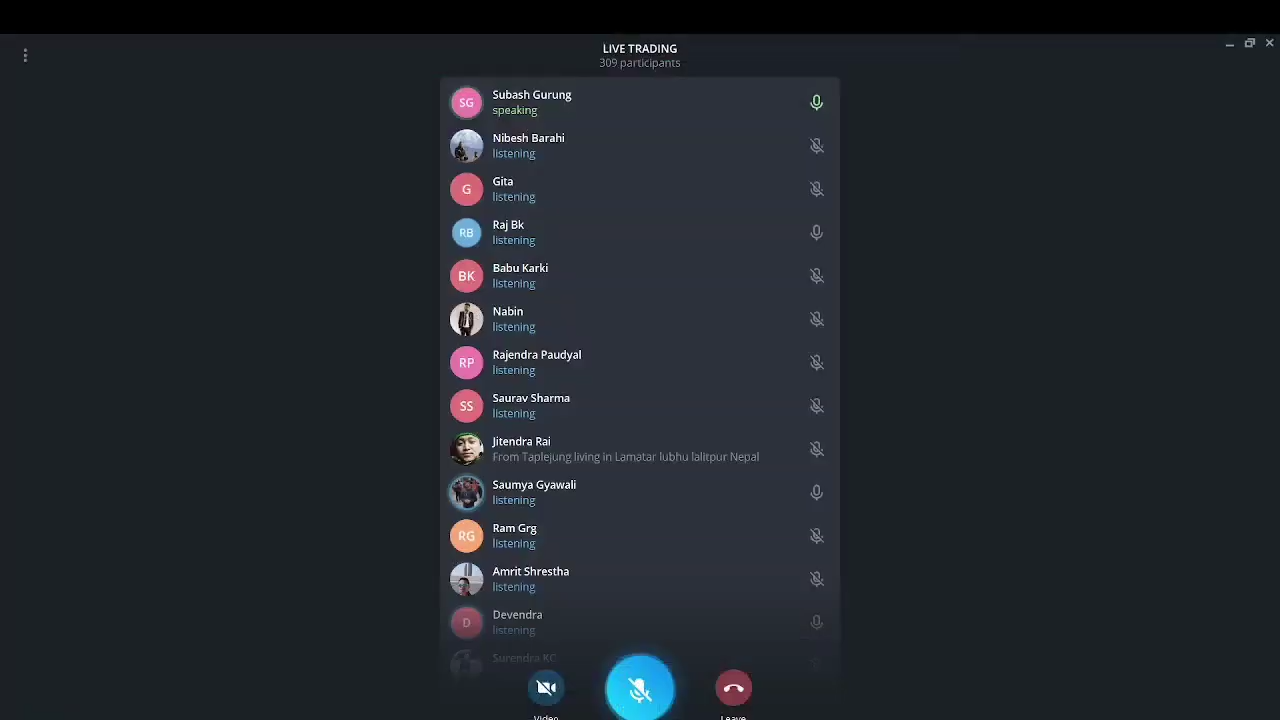 LIVE TRADING
309 participants
SG
Subash Gurung
speaking
Nibesh Barahi
listening
G
Gita
listening
RB
Raj Bk
listening
BK
Babu Karki
listening
Nabin
listening
RP
Rajendra Paudyal
listening
SS
Saurav Sharma
listening
Jitendra Rai
From Taplejung living in Lamatar lubhu lalitpur Nepal
Saumya Gyawali
listening
RG
Ram Grg
listening
Amrit Shrestha
listening
D
Devendra
listening
Surendra KC
Video
Leave